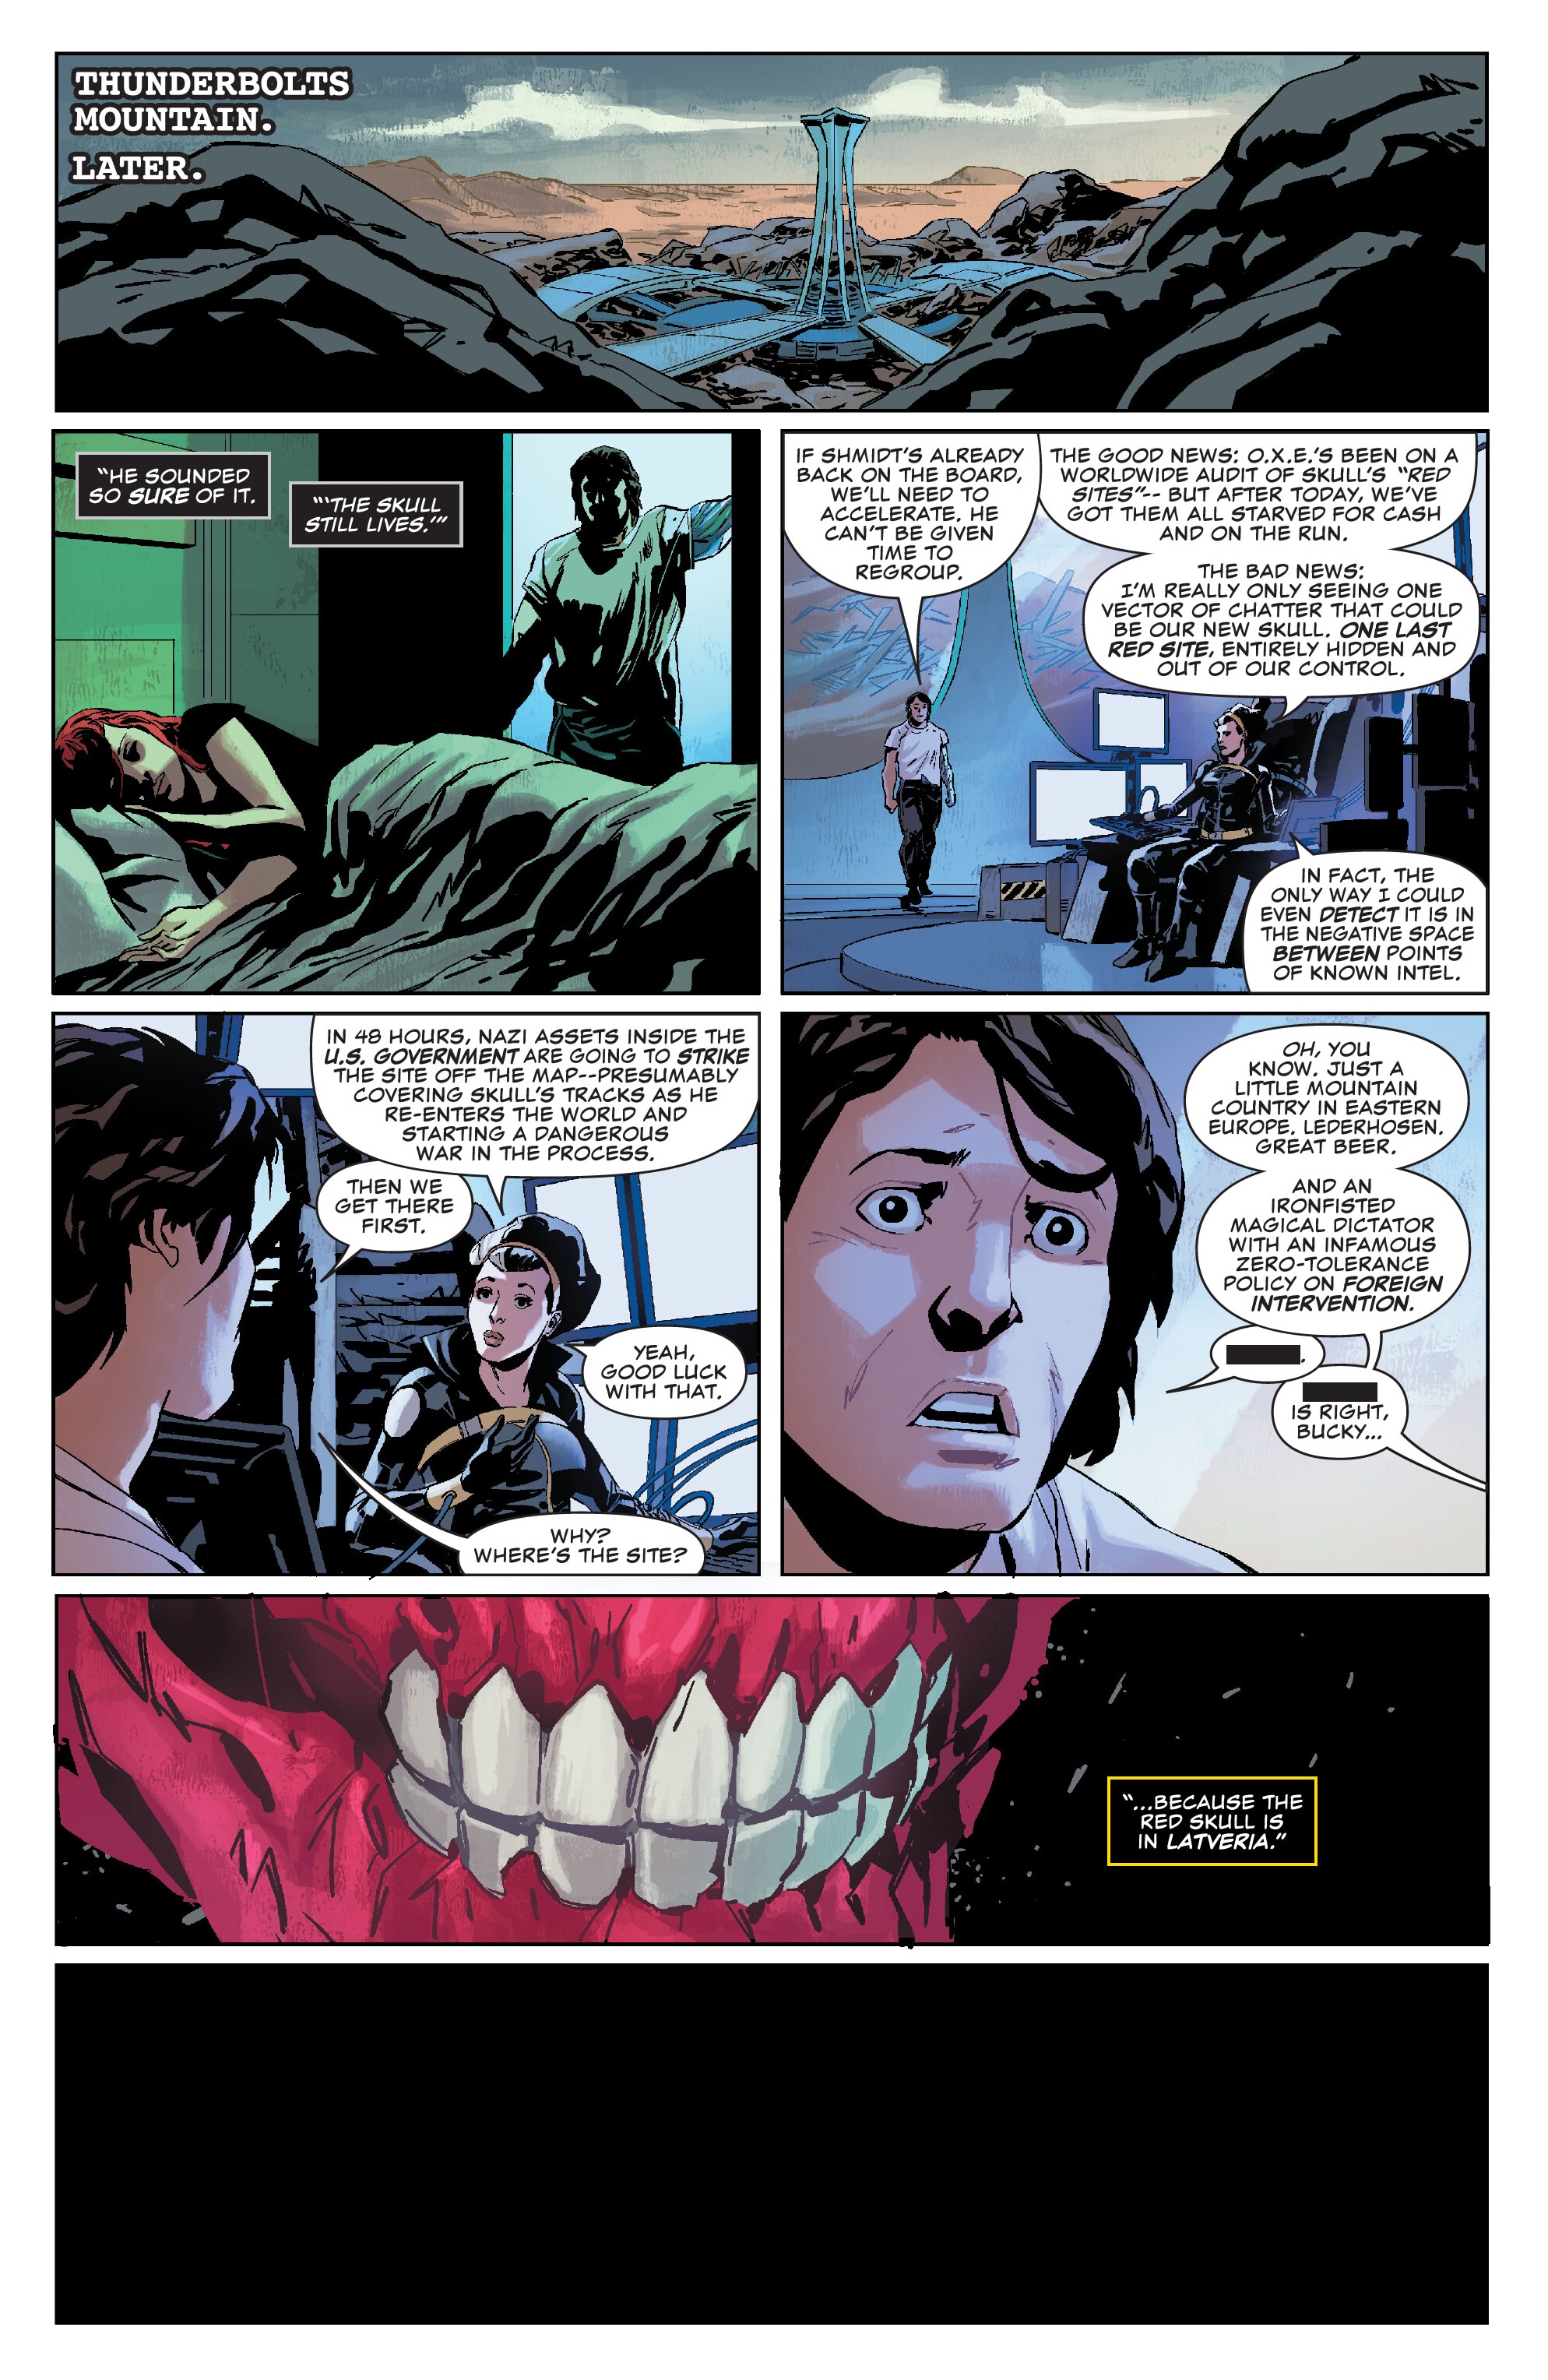 THUNDERBOLTS
MOUNTAIN.
LATER.
"HE SOUNDED
SO SURE OF IT.
"'THE SKULL
STILL LIVES.'"
IF SHMIDT'S ALREADY
BACK ON THE BOARD,
WE'LL NEED TO
ACCELERATE. HE
CAN'T BE GIVEN
TIME TO
REGROUP.
THE GOOD NEWS: O.X.E.'S BEEN ON A
WORLDWIDE AUDIT OF SKULL'S "RED
SITES"-- BUT AFTER TODAY, WE'VE
GOT THEM ALL STARVED FOR CASH
AND ON THE RUN.
THE BAD NEWS:
I'M REALLY ONLY SEEING ONE
VECTOR OF CHATTER THAT COULD
BE OUR NEW SKULL. ONE LAST
RED SITE, ENTIRELY HIDDEN AND
OUT OF OUR CONTROL.
IN FACT, THE
ONLY WAY I COULD
EVEN DETECT IT IS IN
THE NEGATIVE SPACE
BETWEEN POINTS
OF KNOWN INTEL.
IN 48 HOURS, NAZI ASSETS INSIDE THE
U.S. GOVERNMENT ARE GOING TO STRIKE
THE SITE OFF THE MAP--PRESUMABLY
COVERING SKULL'S TRACKS AS HE
RE-ENTERS THE WORLD AND
STARTING A DANGEROUS
WAR IN THE PROCESS.
THEN WE
GET THERE
FIRST.
YEAH,
GOOD LUCK
WITH THAT.
WHY?
WHERE'S THE SITE?
OH, YOU
KNOW. JUST A
LITTLE MOUNTAIN
COUNTRY IN EASTERN
EUROPE. LEDERHOSEN.
GREAT BEER.
AND AN
IRONFISTED
MAGICAL DICTATOR
WITH AN INFAMOUS
ZERO-TOLERANCE
POLICY ON FOREIGN
INTERVENTION.
.
IS RIGHT,
BUCKY...
"...BECAUSE THE
RED SKULL IS
IN LATVERIA."